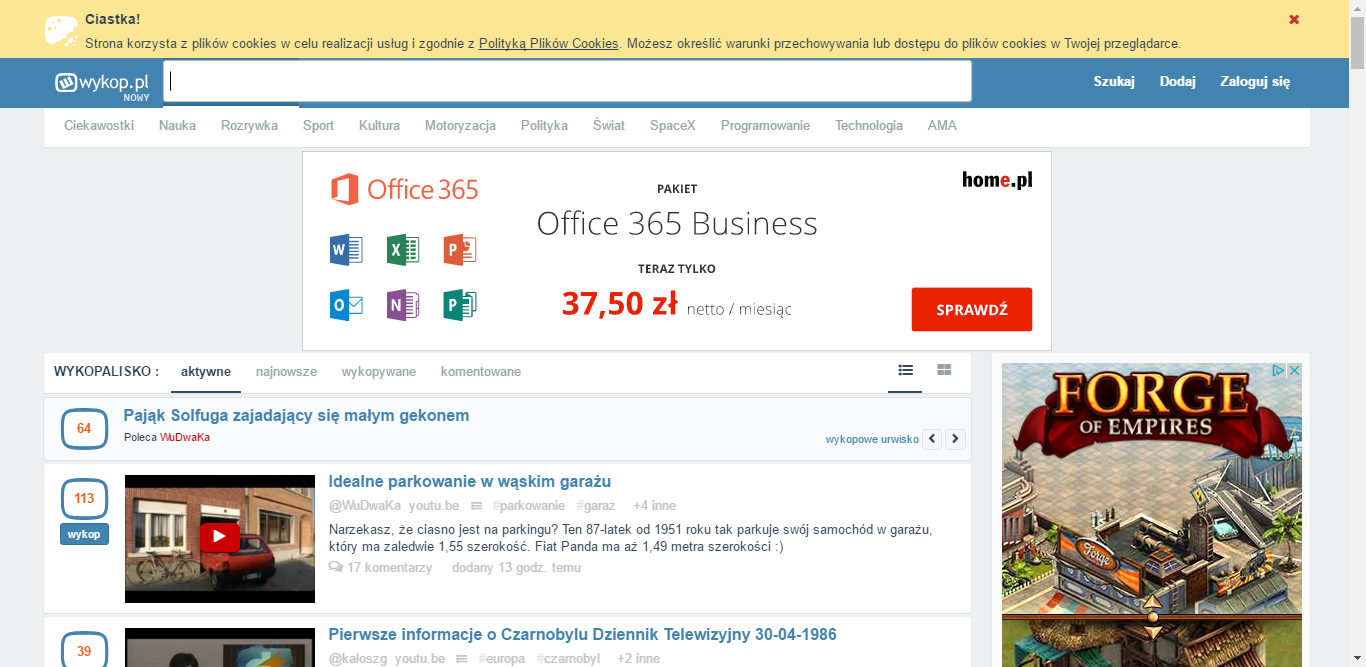 Ciastka!
Strona korzysta z plików cookies w celu realizacji usług i zgodnie z Polityką Plików Cookies. Możesz określić warunki przechowywania lub dostępu do plików cookies w Twojej przeglądarce.
wykop.pl
NOWY
Szukaj Dodaj Zaloguj się
Ciekawostki Nauka Rozrywka Sport Kultura Motoryzacja Polityka Świat SpaceX Programowanie Technologia AMA
Office 365
home.pl
PAKIET
Office 365 Business
W X P
TERAZ TYLKO
O N P
37,50 zł netto / miesiąc
SPRAWDŹ
WYKOPALISKO : aktywne najnowsze wykopywane komentowane
64
Pająk Solfuga zajadający się małym gekonem
Poleca WuDwaKa
wykopowe urwisko
113
wykop
Idealne parkowanie w wąskim garażu
@WuDwaKa youtu.be #parkowanie #garaz +4 inne
Narzekasz, że ciasno jest na parkingu? Ten 87-latek od 1951 roku tak parkuje swój samochód w garażu,
który ma zaledwie 1,55 szerokość. Fiat Panda ma aż 1,49 metra szerokości :)
17 komentarzy dodany 13 godz. temu
39
Pierwsze informacje o Czarnobylu Dziennik Telewizyjny 30-04-1986
@kaloszg youtu.be #europa #czarnobyl +2 inne
FORGE
OF EMPIRES
Forge